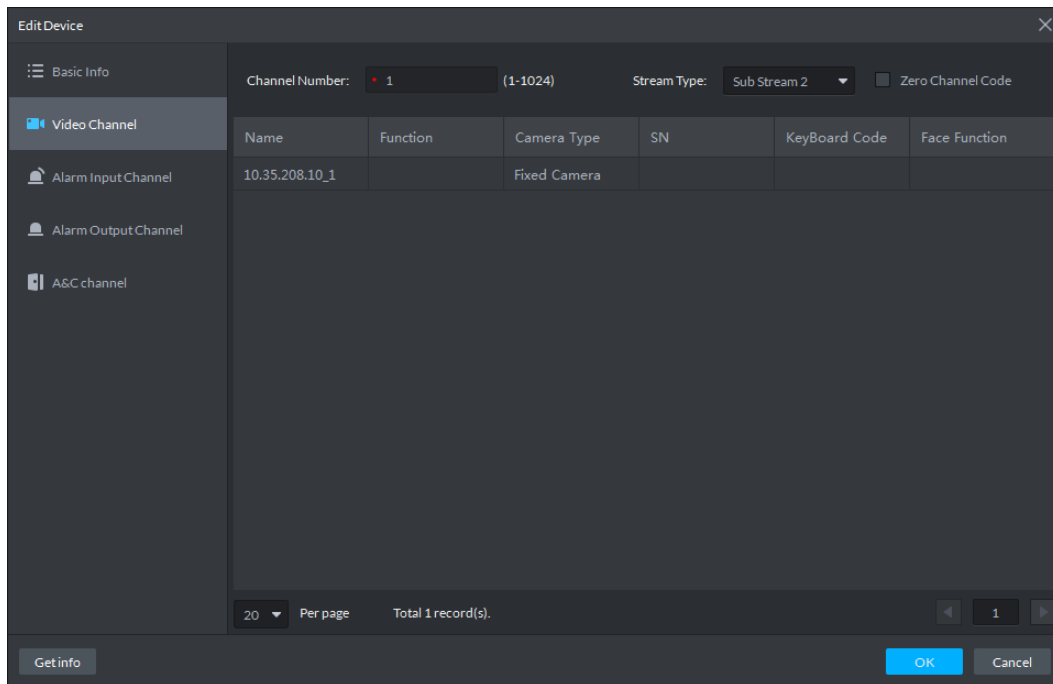 Edit Device
Basic Info
Video Channel
Alarm Input Channel
Alarm Output Channel
A&C channel
Channel Number: * 1 (1-1024) Stream Type: Sub Stream 2 Zero Channel Code
Name Function Camera Type SN KeyBoard Code Face Function
10.35.208.10_1 Fixed Camera
20 Per page Total 1 record(s). 1
Get info OK Cancel